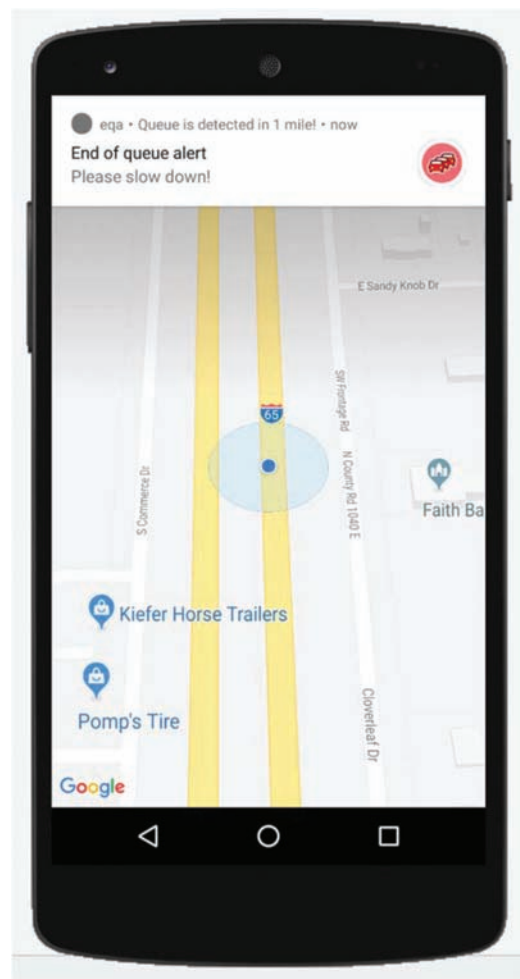 eqa • Queue is detected in 1 mile! • now
End of queue alert
Please slow down!
E Sandy Knob Dr
65
SW Frontage Rd
N County Rd 1040 E
S Commerce Dr
Faith Ba
Kiefer Horse Trailers
Pomp's Tire
Cloverleaf Dr
Google